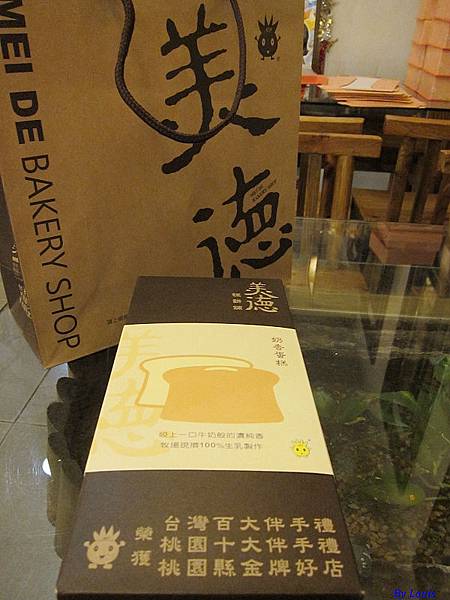 MEI DE BAKERY SHOP
美德
美德
糕餅舖
奶香蛋糕
美德
咬上一口牛奶般的濃純香
牧場現擠100%生乳製作
榮獲
台灣百大伴手禮
桃園十大伴手禮
桃園縣金牌好店
By Louis